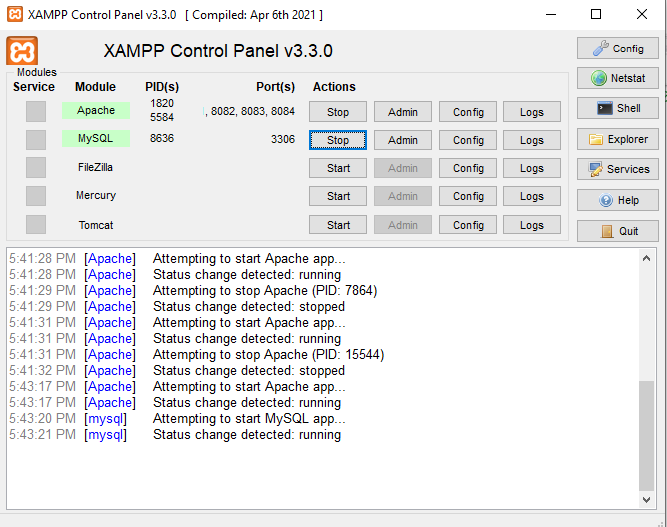 XAMPP Control Panel v3.3.0 [ Compiled: Apr 6th 2021 ]
XAMPP Control Panel v3.3.0
Config
Modules
Service Module PID(s) Port(s) Actions
Netstat
Apache 1820 5584 , 8082, 8083, 8084 Stop Admin Config Logs
Shell
MySQL 8636 3306 Stop Admin Config Logs
Explorer
FileZilla Start Admin Config Logs
Services
Mercury Start Admin Config Logs
Help
Tomcat Start Admin Config Logs
Quit
5:41:28 PM [Apache] Attempting to start Apache app...
5:41:28 PM [Apache] Status change detected: running
5:41:29 PM [Apache] Attempting to stop Apache (PID: 7864)
5:41:29 PM [Apache] Status change detected: stopped
5:41:31 PM [Apache] Attempting to start Apache app...
5:41:31 PM [Apache] Status change detected: running
5:41:31 PM [Apache] Attempting to stop Apache (PID: 15544)
5:41:32 PM [Apache] Status change detected: stopped
5:43:17 PM [Apache] Attempting to start Apache app...
5:43:17 PM [Apache] Status change detected: running
5:43:20 PM [mysql] Attempting to start MySQL app...
5:43:21 PM [mysql] Status change detected: running